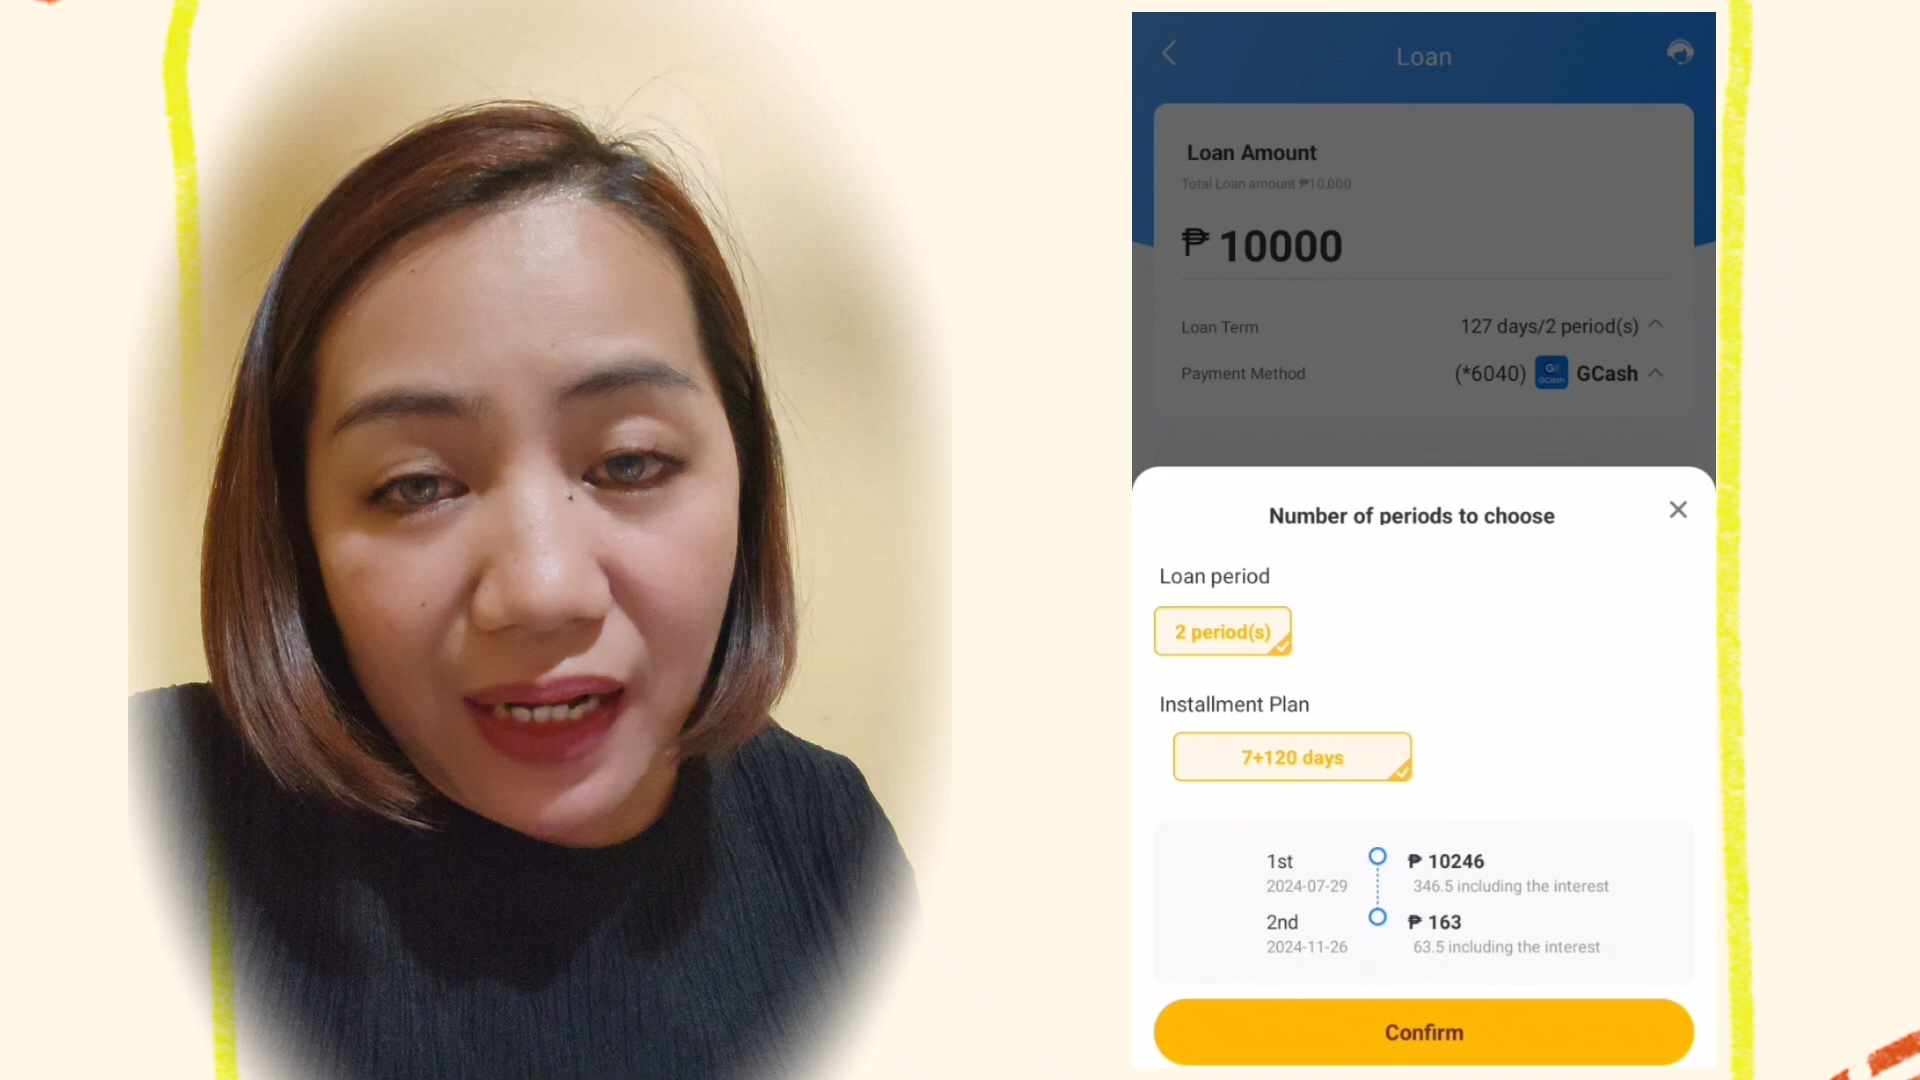 Loan
Loan Amount
Total Loan amount ₱10,000
₱ 10000
Loan Term 127 days/2 period(s)
Payment Method (*6040) GCash GCash
Number of periods to choose
Loan period
2 period(s)
Installment Plan
7+120 days
1st ₱ 10246
2024-07-29 346.5 including the interest
2nd ₱ 163
2024-11-26 63.5 including the interest
Confirm